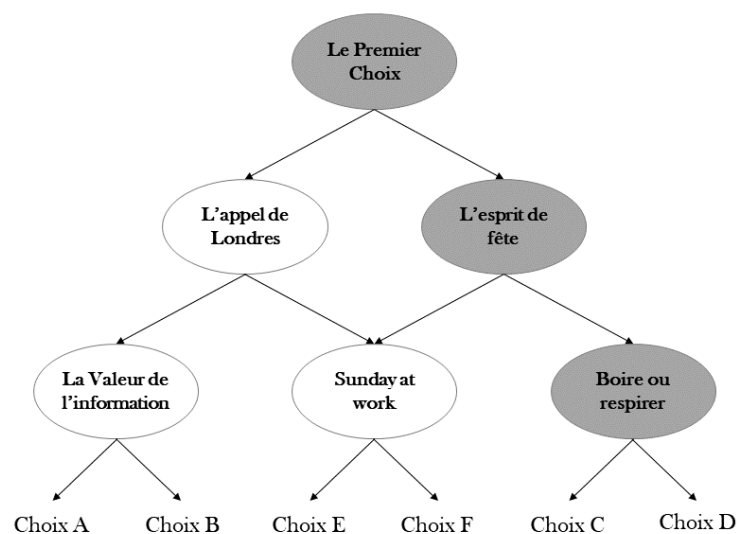 Le Premier
Choix
L'appel de
Londres
L'esprit de
fête
La Valeur de
l'information
Sunday at
work
Boire ou
respirer
Choix A
Choix B
Choix E
Choix F
Choix C
Choix D